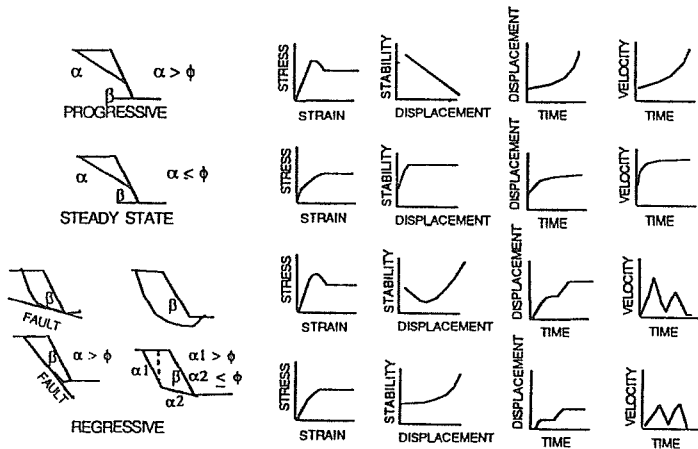 α α > ϕ
β
PROGRESSIVE
STRESS
STRAIN
STABILITY
DISPLACEMENT
DISPLACEMENT
TIME
VELOCITY
TIME
α α ≤ ϕ
β
STEADY STATE
STRESS
STRAIN
STABILITY
DISPLACEMENT
DISPLACEMENT
TIME
VELOCITY
TIME
β
FAULT
β
STRESS
STRAIN
STABILITY
DISPLACEMENT
DISPLACEMENT
TIME
VELOCITY
TIME
β α > ϕ
FAULT
α1 β α1 > ϕ
α2 ≤ ϕ
α2
REGRESSIVE
STRESS
STRAIN
STABILITY
DISPLACEMENT
DISPLACEMENT
TIME
VELOCITY
TIME